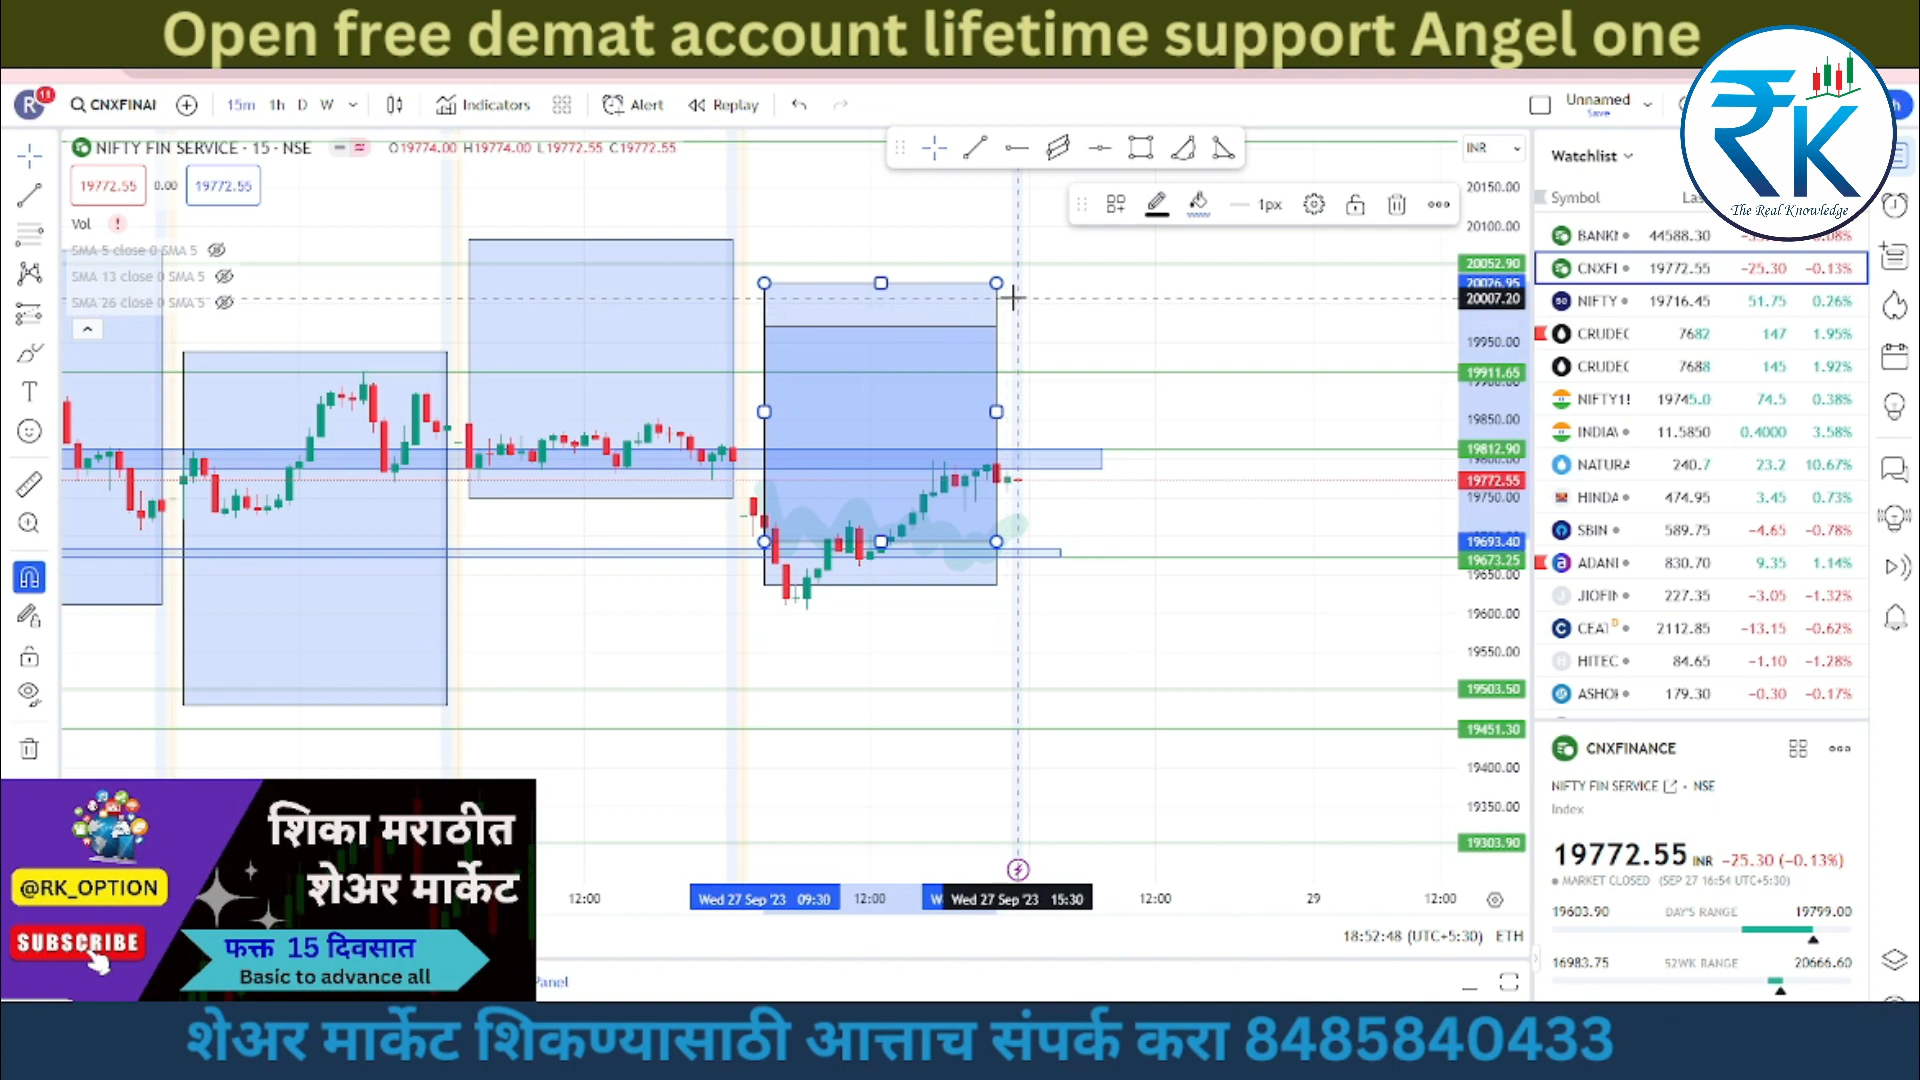 Open free demat account lifetime support Angel one
The Real Knowledge
R 11 CNXFINAI 15m 1h D W Indicators Alert Replay Unnamed
Save
NIFTY FIN SERVICE · 15 · NSE O19774.00 H19774.00 L19772.55 C19772.55
19772.55 0.00 19772.55
Vol
SMA 5 close 0 SMA 5
SMA 13 close 0 SMA 5
SMA 26 close 0 SMA 5
1px
INR
20150.00
20100.00
20052.90
20026.95
20007.20
19950.00
19911.65
19850.00
19812.90
19772.55
19750.00
19693.40
19673.25
19650.00
19600.00
19550.00
19503.50
19451.30
19400.00
19350.00
19303.90
12:00 Wed 27 Sep '23 09:30 12:00 W Wed 27 Sep '23 15:30 12:00 29 12:00
18:52:48 (UTC+5:30) ETH
Panel
Watchlist
Symbol Las
BANKI 44588.30
CNXFI 19772.55 -25.30 -0.13%
NIFTY 19716.45 51.75 0.26%
CRUDE( 7682 147 1.95%
CRUDE( 7688 145 1.92%
NIFTY1! 19745.0 74.5 0.38%
INDIA\ 11.5850 0.4000 3.58%
NATURA 240.7 23.2 10.67%
HINDA 474.95 3.45 0.73%
SBIN 589.75 -4.65 -0.78%
ADANI 830.70 9.35 1.14%
JIOFIN 227.35 -3.05 -1.32%
CEAT D 2112.85 -13.15 -0.62%
HITEC 84.65 -1.10 -1.28%
ASHOI 179.30 -0.30 -0.17%
CNXFINANCE
NIFTY FIN SERVICE · NSE
Index
19772.55 INR -25.30 (-0.13%)
MARKET CLOSED (SEP 27 16:54 UTC+5:30)
19603.90 DAY'S RANGE 19799.00
16983.75 52WK RANGE 20666.60
शिका मराठीत
शेअर मार्केट
@RK_OPTION
SUBSCRIBE
फक्त 15 दिवसात
Basic to advance all
शेअर मार्केट शिकण्यासाठी आत्ताच संपर्क करा 8485840433